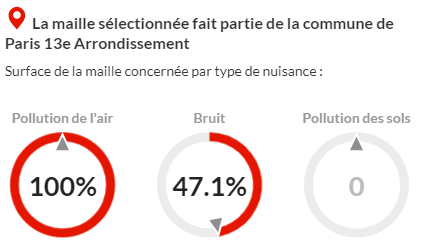 La maille sélectionnée fait partie de la commune de
Paris 13e Arrondissement
Surface de la maille concernée par type de nuisance :
Pollution de l'air
Bruit
Pollution des sols
100%
47.1%
0